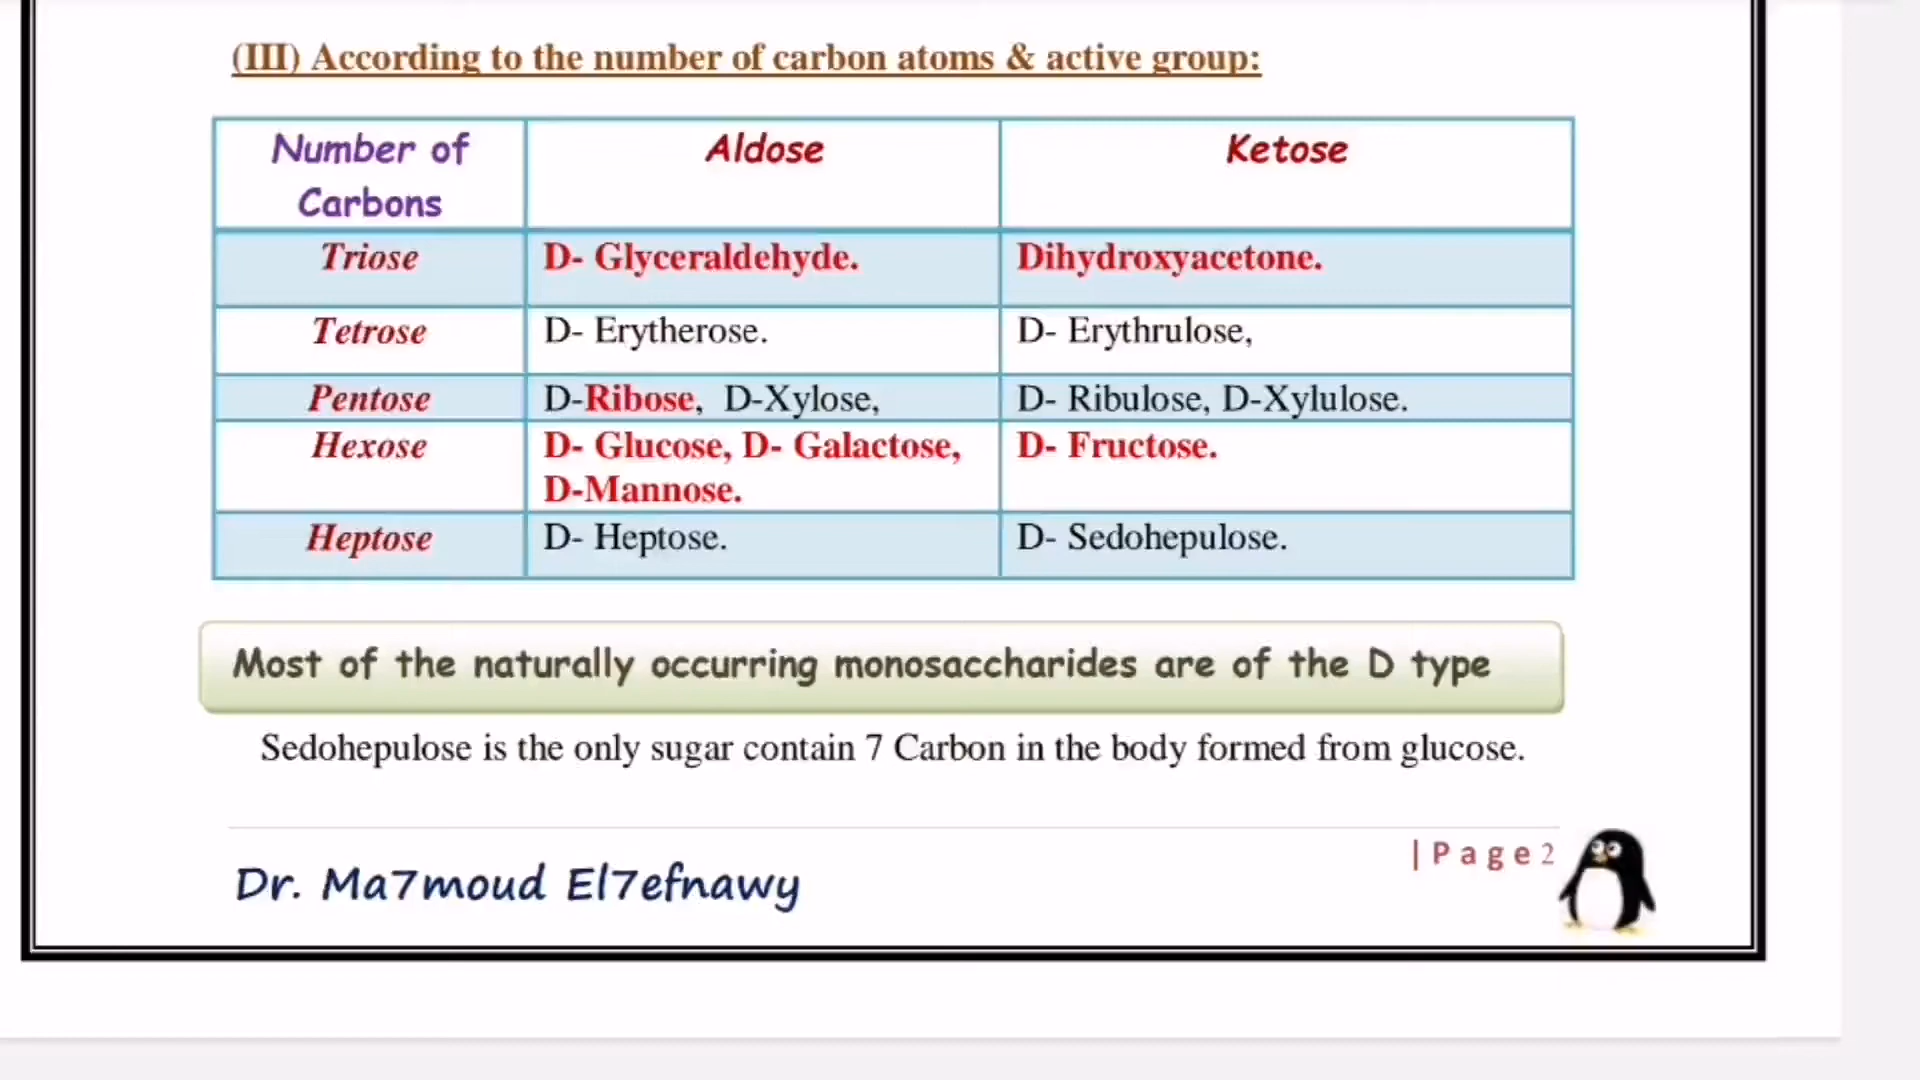 (III) According to the number of carbon atoms & active group:
Number of Carbons Aldose Ketose
Triose D- Glyceraldehyde. Dihydroxyacetone.
Tetrose D- Erytherose. D- Erythrulose,
Pentose D-Ribose, D-Xylose, D- Ribulose, D-Xylulose.
Hexose D- Glucose, D- Galactose, D- Fructose.
D-Mannose.
Heptose D- Heptose. D- Sedohepulose.
Most of the naturally occurring monosaccharides are of the D type
Sedohepulose is the only sugar contain 7 Carbon in the body formed from glucose.
| P a g e 2
Dr. Ma7moud El7efnawy